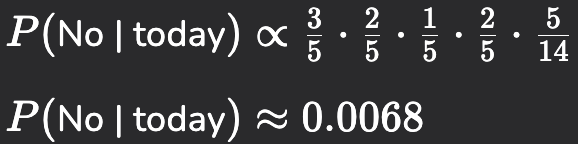 P(No | today) ∝ 3/5 · 2/5 · 1/5 · 2/5 · 5/14
P(No | today) ≈ 0.0068